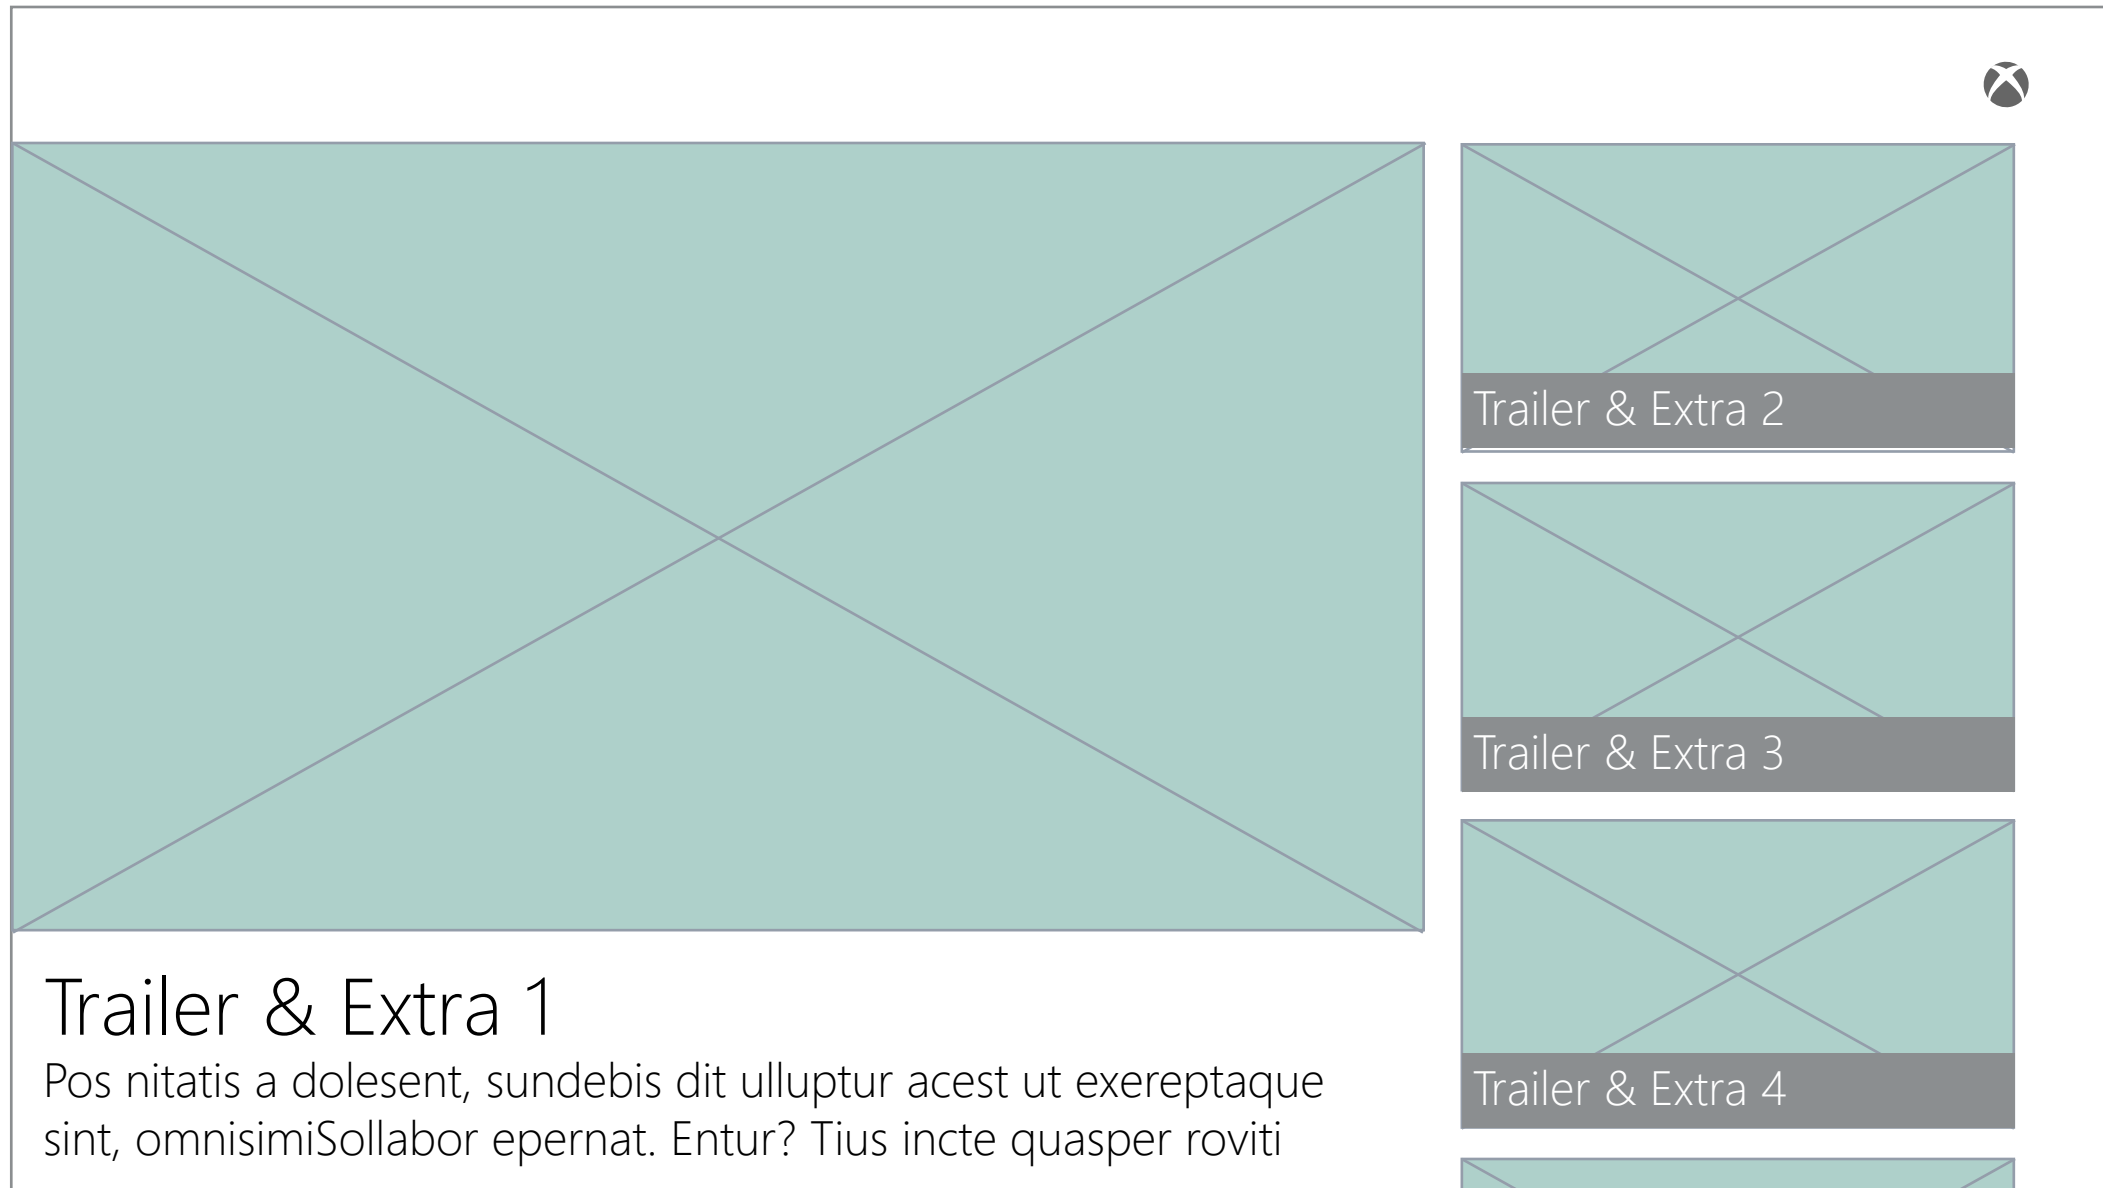 Trailer & Extra 2
Trailer & Extra 3
Trailer & Extra 4
Trailer & Extra 1
Pos nitatis a dolesent, sundebis dit ulluptur acest ut exereptaque
sint, omnisimiSollabor epernat. Entur? Tius incte quasper roviti